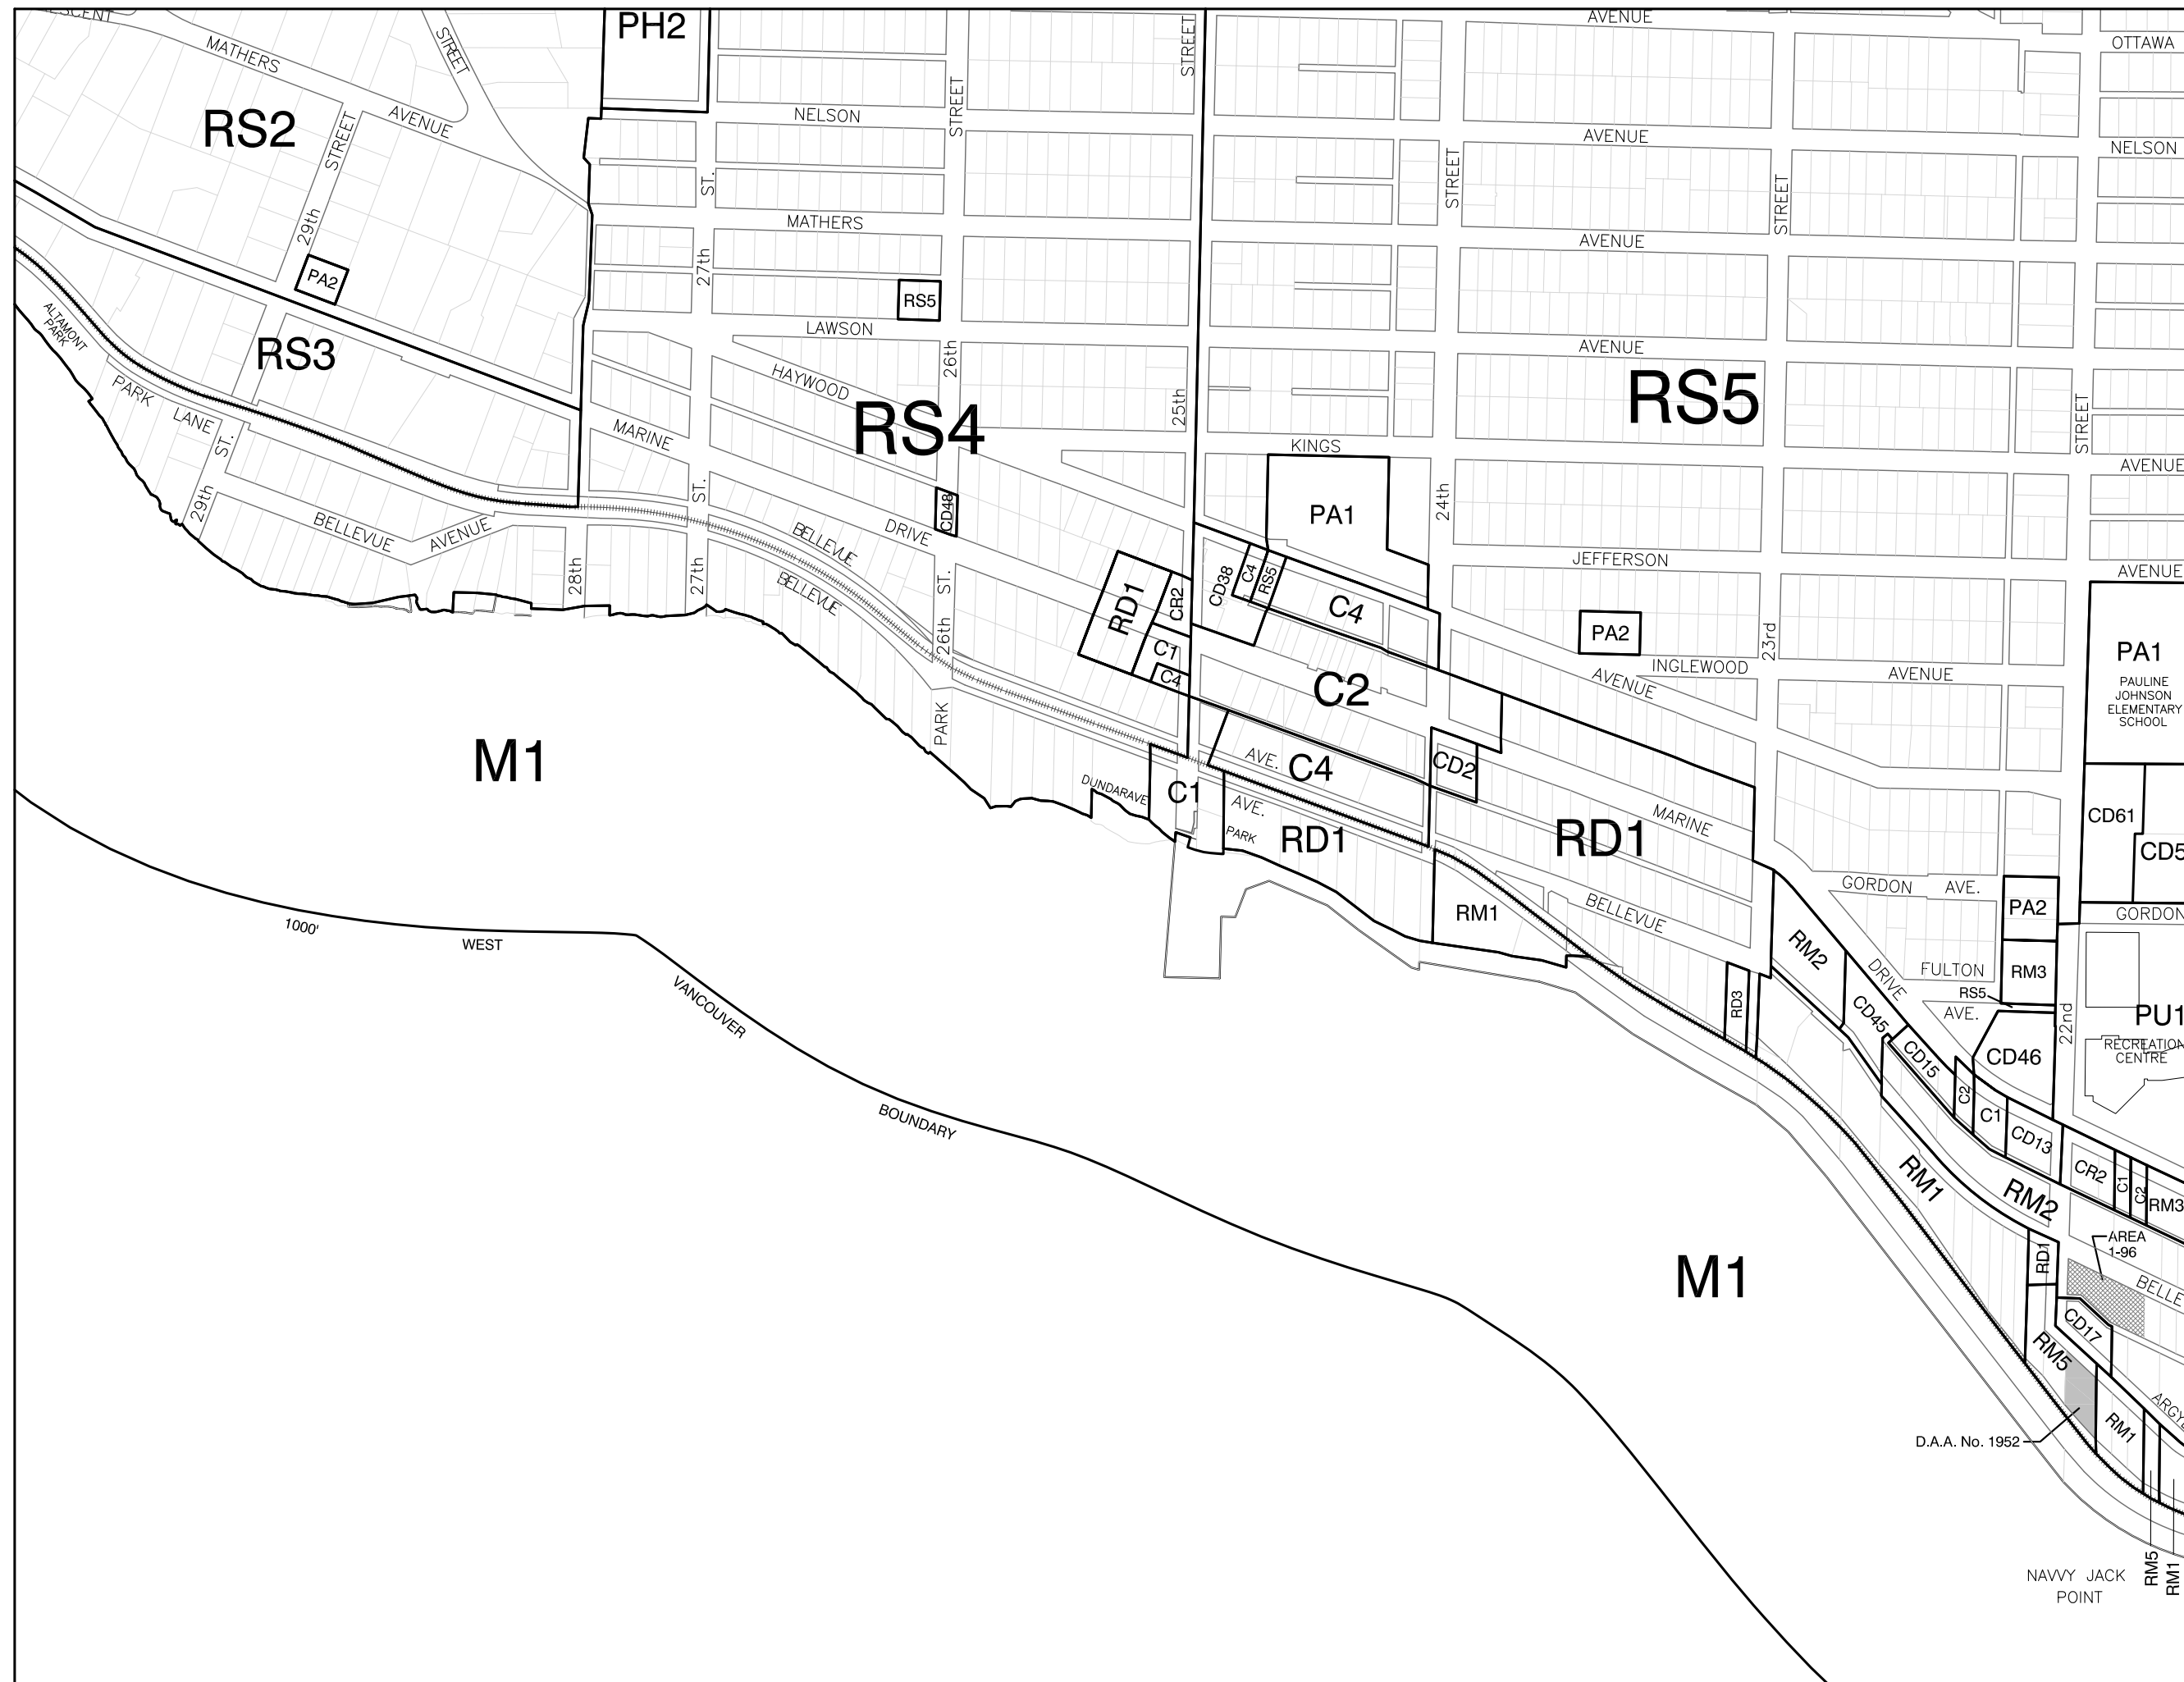 PH2
AVENUE
STREET
STREET
OTTAWA
MATHERS
RS2
AVENUE
NELSON
STREET
AVENUE
NELSON
STREET
ST.
STREET
STREET
29th
MATHERS
AVENUE
27th
PA2
RS5
LAWSON
AVENUE
ALTAMONT
PARK
RS3
26th
HAYWOOD
25th
RS4
RS5
PARK
LANE
ST.
MARINE
KINGS
STREET
AVENUE
29th
ST.
24th
CD48
DRIVE
PA1
BELLEVUE
AVENUE
BELLEVUE
JEFFERSON
AVENUE
28th
27th
BELLEVUE
ST.
26th
RD1
CR2
CD38
C4
RS5
C4
C1
C4
PA2
23rd
INGLEWOOD
AVENUE
AVENUE
PA1
PAULINE
JOHNSON
ELEMENTARY
SCHOOL
C2
PARK
M1
AVE.
C4
CD2
DUNDARAVE
C1
AVE.
PARK
RD1
RD1
MARINE
CD61
CD5
GORDON
AVE.
RM1
BELLEVUE
PA2
GORDON
1000'
WEST
VANCOUVER
BOUNDARY
RM2
DRIVE
FULTON
RM3
RS5
AVE.
RD3
CD45
CD15
CD46
22nd
PU1
RECREATION
CENTRE
C2
C1
CD13
CR2
C1
C2
RM3
RM1
RM2
AREA
1-96
RD1
M1
CD17
RM5
D.A.A. No. 1952
RM1
NAVVY JACK
POINT
RM5
RM1